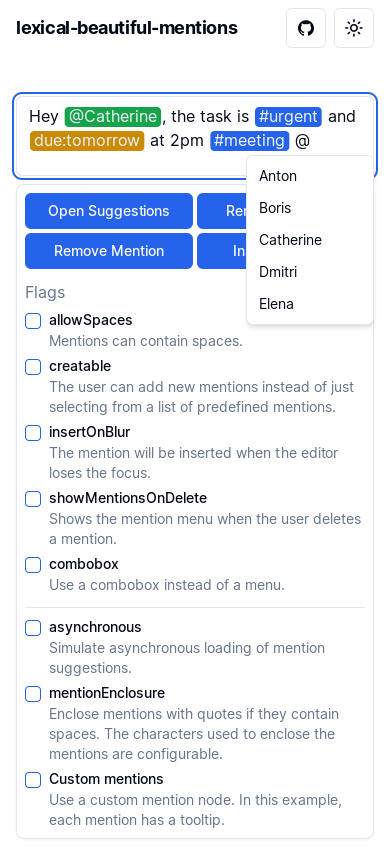 lexical-beautiful-mentions
Hey @Catherine, the task is #urgent and
due:tomorrow at 2pm #meeting @
Anton
Boris
Catherine
Dmitri
Elena
Open Suggestions
Remove Mention
Flags
allowSpaces
Mentions can contain spaces.
creatable
The user can add new mentions instead of just
selecting from a list of predefined mentions.
insertOnBlur
The mention will be inserted when the editor
loses the focus.
showMentionsOnDelete
Shows the mention menu when the user deletes
a mention.
combobox
Use a combobox instead of a menu.
asynchronous
Simulate asynchronous loading of mention
suggestions.
mentionEnclosure
Enclose mentions with quotes if they contain
spaces. The characters used to enclose the
mentions are configurable.
Custom mentions
Use a custom mention node. In this example,
each mention has a tooltip.